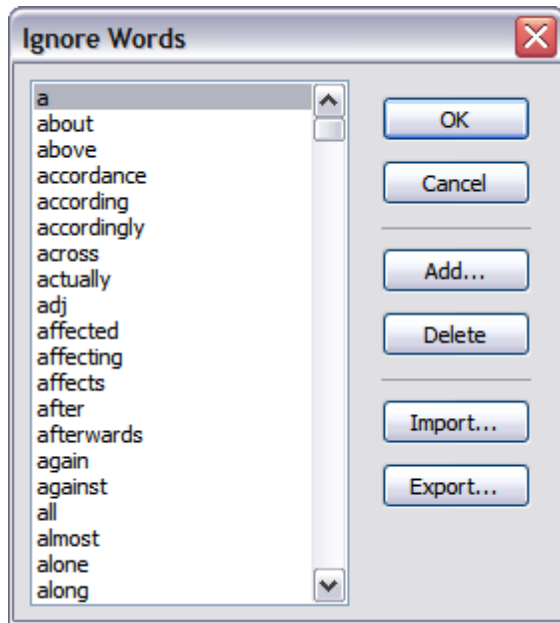 Ignore Words
a
about
above
accordance
according
accordingly
across
actually
adj
affected
affecting
affects
after
afterwards
again
against
all
almost
alone
along
OK
Cancel
Add...
Delete
Import...
Export...